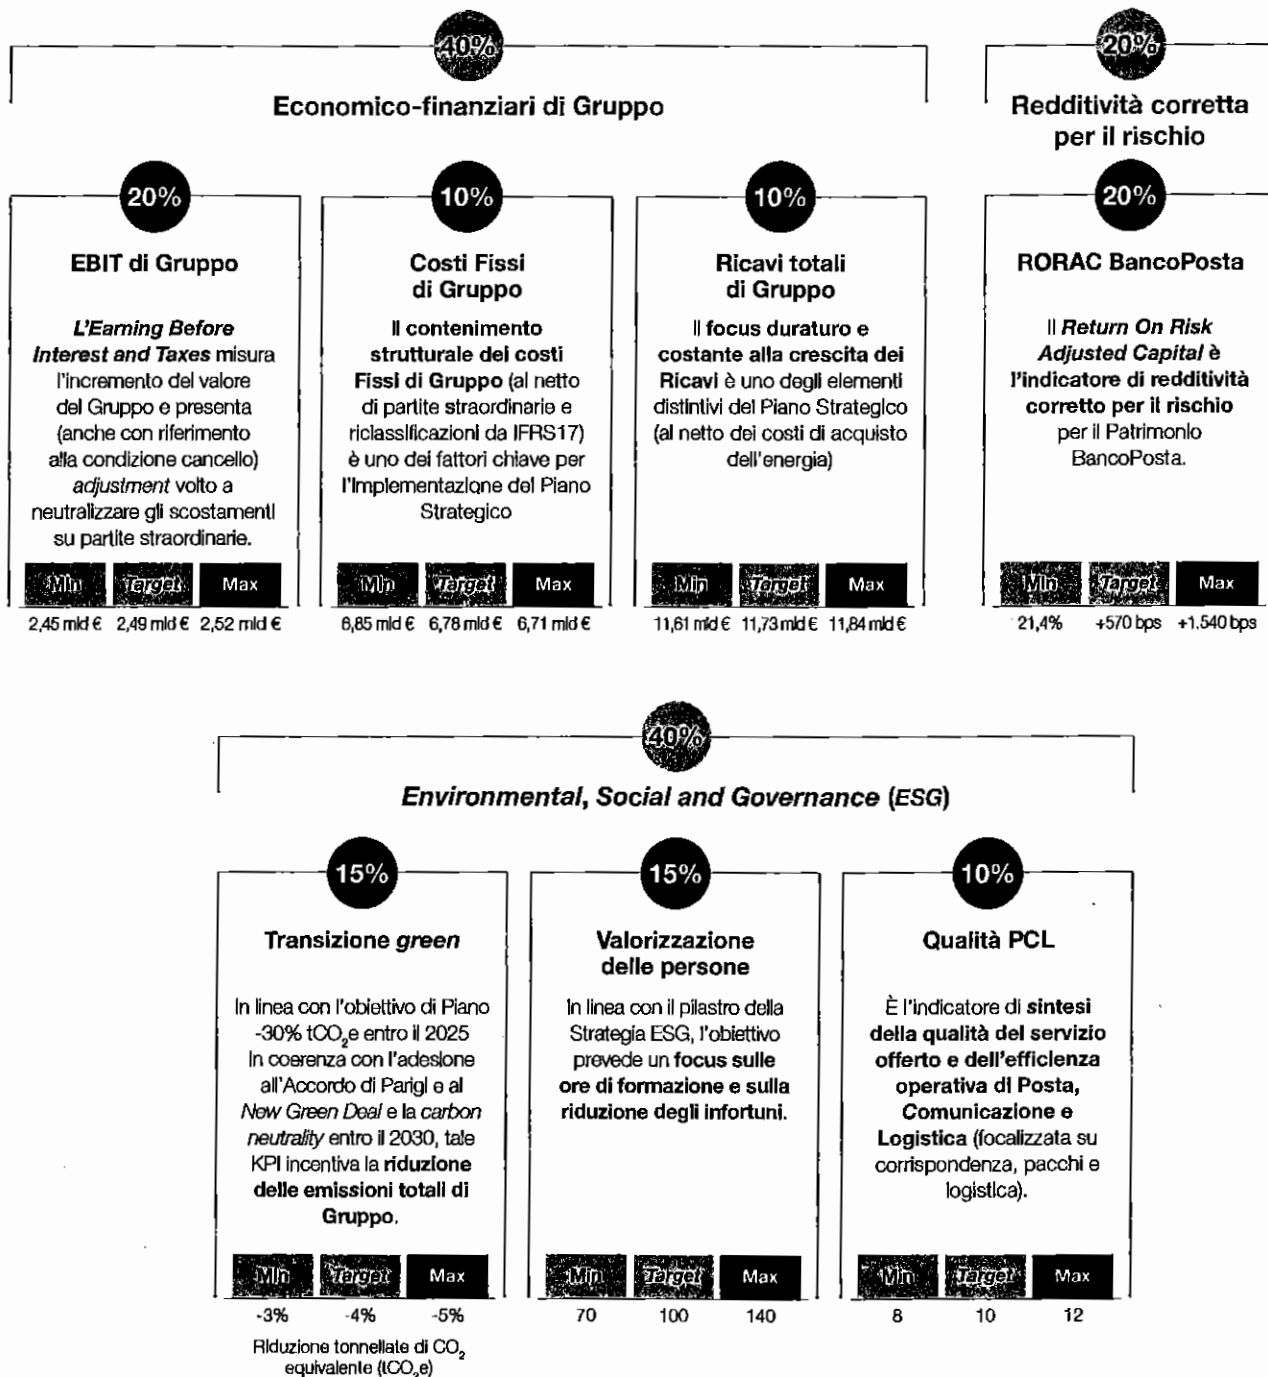 40%
Economico-finanziari di Gruppo
20%
Redditività corretta
per il rischio
20%
EBIT di Gruppo
L'Earning Before
Interest and Taxes misura
l'incremento del valore
del Gruppo e presenta
(anche con riferimento
alla condizione cancello)
adjustment volto a
neutralizzare gli scostamenti
su partite straordinarie.
Min Target Max
2,45 mld € 2,49 mld € 2,52 mld €
10%
Costi Fissi
di Gruppo
Il contenimento
strutturale dei costi
Fissi di Gruppo (al netto
di partite straordinarie e
riclassificazioni da IFRS17)
è uno dei fattori chiave per
l'implementazione del Piano
Strategico
Min Target Max
6,85 mld € 6,78 mld € 6,71 mld €
10%
Ricavi totali
di Gruppo
Il focus duraturo e
costante alla crescita dei
Ricavi è uno degli elementi
distintivi del Piano Strategico
(al netto dei costi di acquisto
dell'energia)
Min Target Max
11,61 mld € 11,73 mld € 11,84 mld €
20%
RORAC BancoPosta
Il Return On Risk
Adjusted Capital è
l'indicatore di redditività
corretto per il rischio
per il Patrimonio
BancoPosta.
Min Target Max
21,4% +570 bps +1.540 bps
40%
Environmental, Social and Governance (ESG)
15%
Transizione green
In linea con l'obiettivo di Piano
-30% tCO₂e entro il 2025
In coerenza con l'adesione
all'Accordo di Parigi e al
New Green Deal e la carbon
neutrality entro il 2030, tale
KPI incentiva la riduzione
delle emissioni totali di
Gruppo.
Min Target Max
-3% -4% -5%
Riduzione tonnellate di CO₂
equivalente (tCO₂e)
15%
Valorizzazione
delle persone
In linea con il pilastro della
Strategia ESG, l'obiettivo
prevede un focus sulle
ore di formazione e sulla
riduzione degli infortuni.
Min Target Max
70 100 140
10%
Qualità PCL
È l'indicatore di sintesi
della qualità del servizio
offerto e dell'efficienza
operativa di Posta,
Comunicazione e
Logistica (focalizzata su
corrispondenza, pacchi e
logistica).
Min Target Max
8 10 12